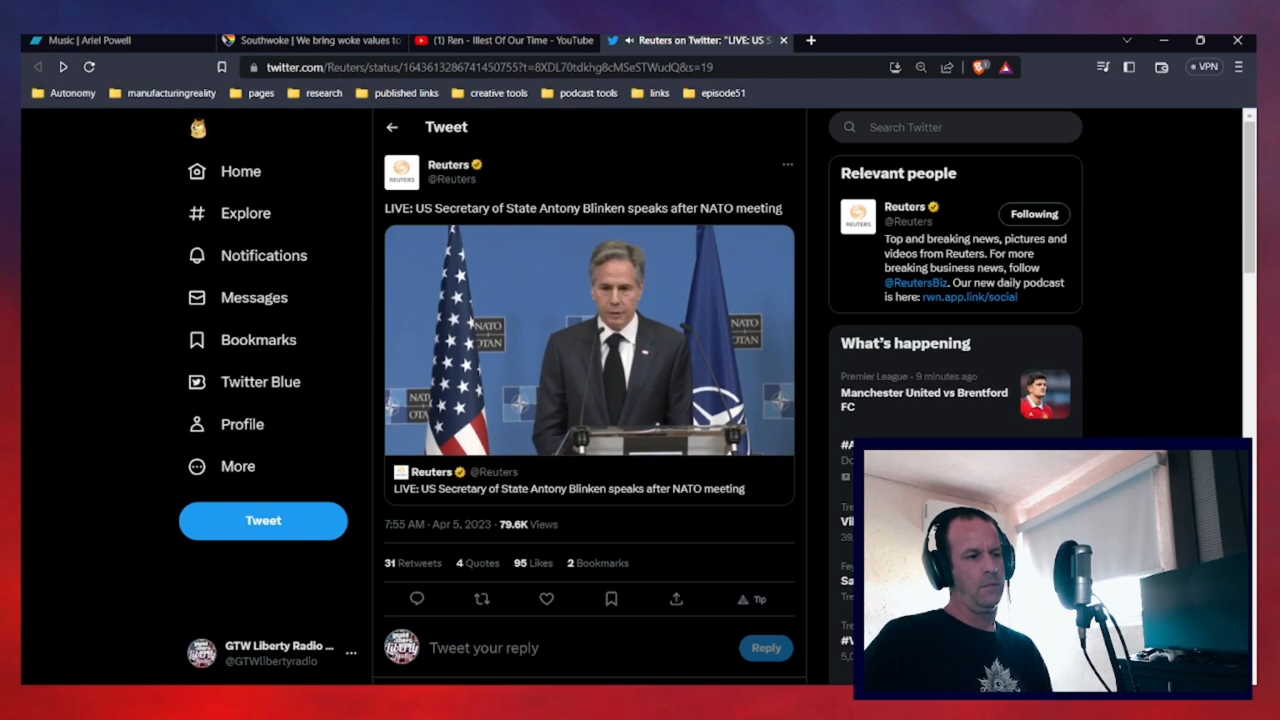 Music | Ariel Powell
Southwoke | We bring woke values to
(1) Ren - Illest Of Our Time - YouTube
Reuters on Twitter: "LIVE: US S
twitter.com/Reuters/status/1643613286741450755?t=8XDL70tdkhg8cMSeSTWudQ&s=19
1
VPN
Autonomy
manufacturingreality
pages
research
published links
creative tools
podcast tools
links
episode51
Home
Explore
Notifications
Messages
Bookmarks
Twitter Blue
Profile
More
Tweet
GTW Liberty Radio ...
@GTWlibertyradio
Tweet
REUTERS
Reuters
@Reuters
LIVE: US Secretary of State Antony Blinken speaks after NATO meeting
NATO
OTAN
NATO
OTAN
NATO
OTAN
Reuters @Reuters
LIVE: US Secretary of State Antony Blinken speaks after NATO meeting
7:55 AM · Apr 5, 2023 · 79.6K Views
31 Retweets 4 Quotes 95 Likes 2 Bookmarks
Tip
Tweet your reply
Reply
Search Twitter
Relevant people
REUTERS
Reuters
@Reuters
Following
Top and breaking news, pictures and
videos from Reuters. For more
breaking business news, follow
@ReutersBiz. Our new daily podcast
is here: rwn.app.link/social
What's happening
Premier League · 9 minutes ago
Manchester United vs Brentford
FC